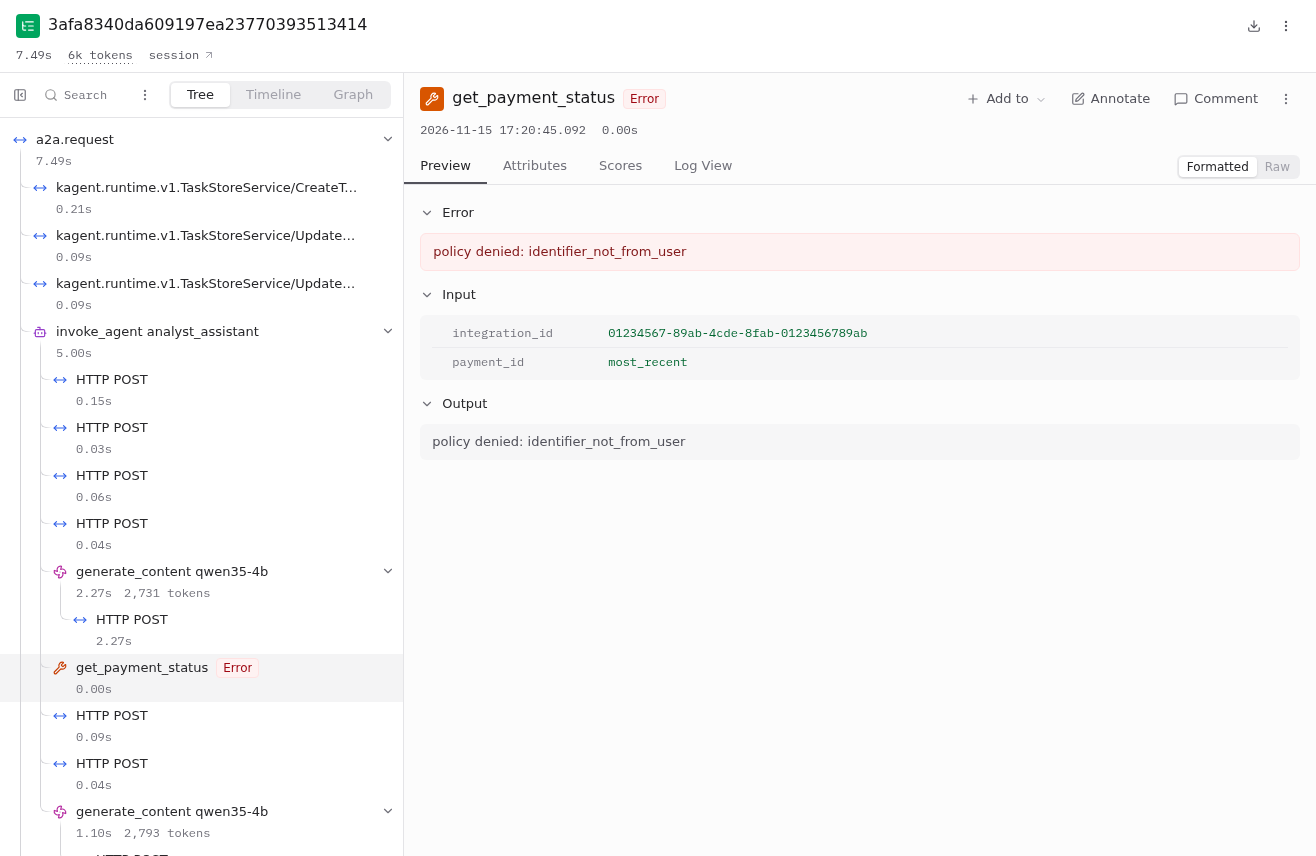 3afa8340da609197ea23770393513414
7.49s 6k tokens session
Search
Tree Timeline Graph
a2a.request
7.49s
kagent.runtime.v1.TaskStoreService/CreateT...
0.21s
kagent.runtime.v1.TaskStoreService/Update...
0.09s
kagent.runtime.v1.TaskStoreService/Update...
0.09s
invoke_agent analyst_assistant
5.00s
HTTP POST
0.15s
HTTP POST
0.03s
HTTP POST
0.06s
HTTP POST
0.04s
generate_content qwen35-4b
2.27s 2,731 tokens
HTTP POST
2.27s
get_payment_status Error
0.00s
HTTP POST
0.09s
HTTP POST
0.04s
generate_content qwen35-4b
1.10s 2,793 tokens
HTTP POST
get_payment_status Error
Add to Annotate Comment
2026-11-15 17:20:45.092 0.00s
Preview Attributes Scores Log View
Formatted Raw
Error
policy denied: identifier_not_from_user
Input
integration_id 01234567-89ab-4cde-8fab-0123456789ab
payment_id most_recent
Output
policy denied: identifier_not_from_user